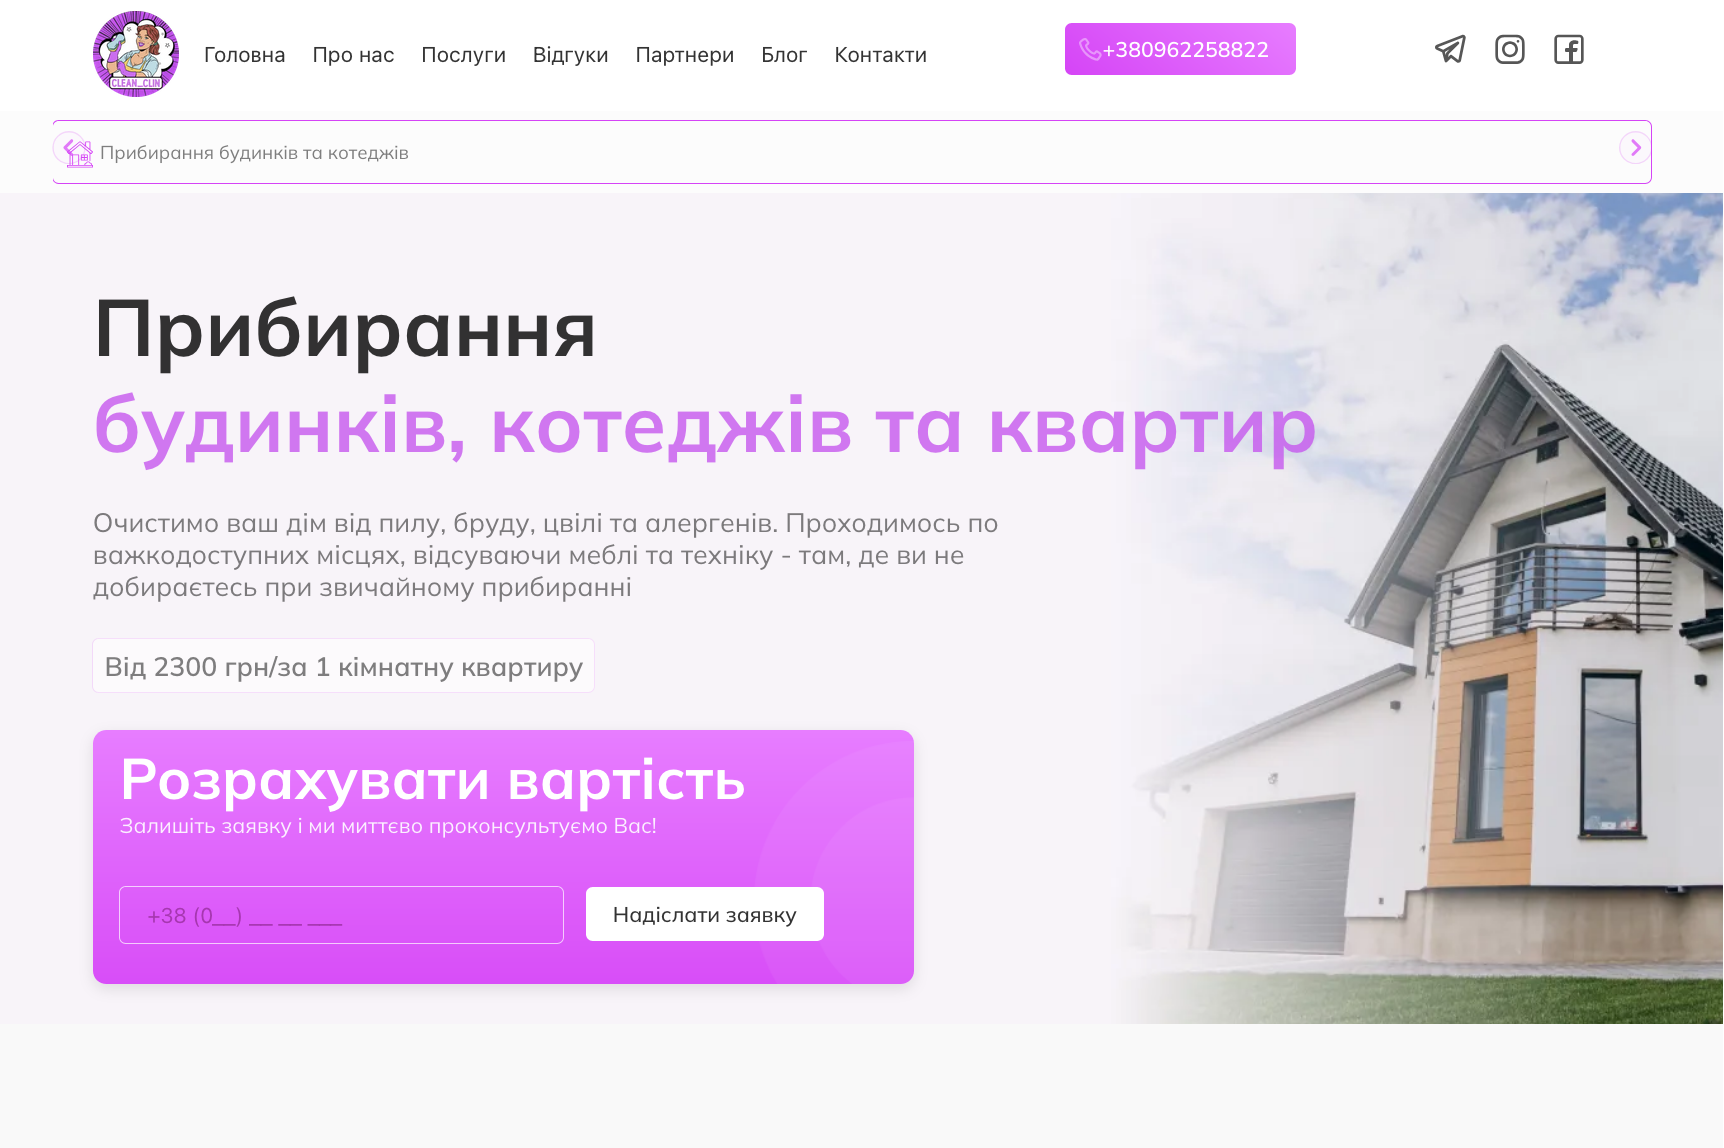 CLEAN_CLIN
Головна
Про нас
Послуги
Відгуки
Партнери
Блог
Контакти
+380962258822
Прибирання будинків та котеджів
Прибирання
будинків, котеджів та квартир
Очистимо ваш дім від пилу, бруду, цвілі та алергенів. Проходимось по
важкодоступних місцях, відсуваючи меблі та техніку - там, де ви не
добираєтесь при звичайному прибиранні
Від 2300 грн/за 1 кімнатну квартиру
Розрахувати вартість
Залишіть заявку і ми миттєво проконсультуємо Вас!
+38 (0__) __ __ ___
Надіслати заявку